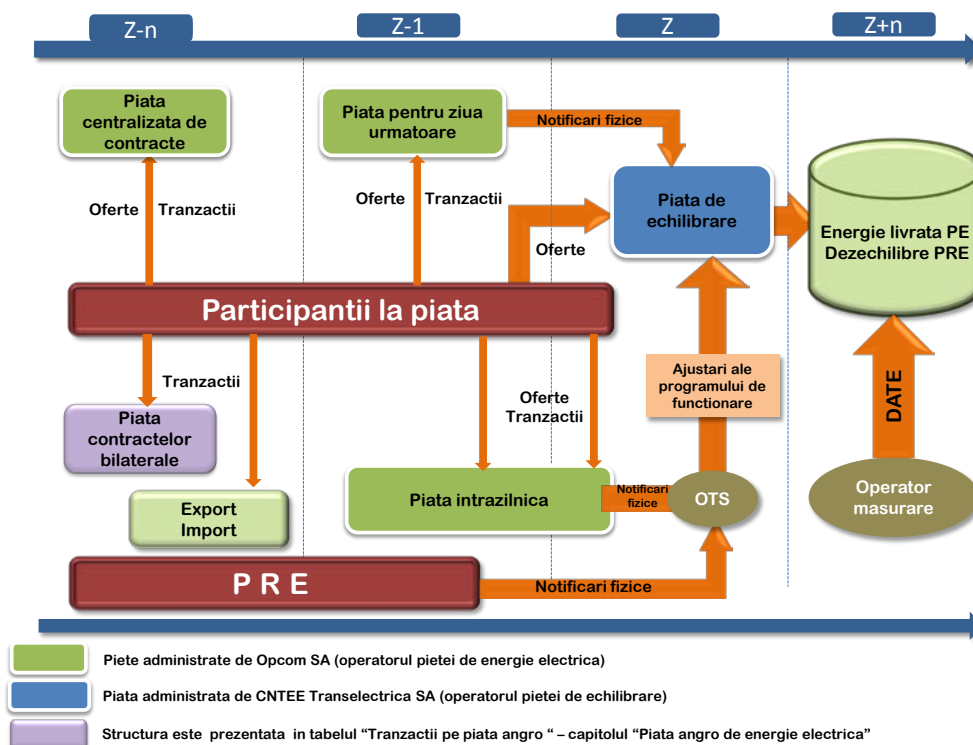 Z-n
Z-1
Z
Z+n
Piata
centralizata de
contracte
Piata pentru ziua
urmatoare
Notificari fizice
Oferte
Tranzactii
Oferte
Tranzactii
Piata de
echilibrare
Energie livrata PE
Dezechilibre PRE
Oferte
Participantii la piata
Tranzactii
Oferte
Tranzactii
Ajustari ale
programului de
functionare
DATE
Piata
contractelor
bilaterale
Piata intrazilnica
Notificari
fizice
OTS
Operator
masurare
Export
Import
P R E
Notificari fizice
Piete administrate de Opcom SA (operatorul pietei de energie electrica)
Piata administrata de CNTEE Transelectrica SA (operatorul pietei de echilibrare)
Structura este prezentata in tabelul “Tranzactii pe piata angro “ – capitolul “Piata angro de energie electrica”